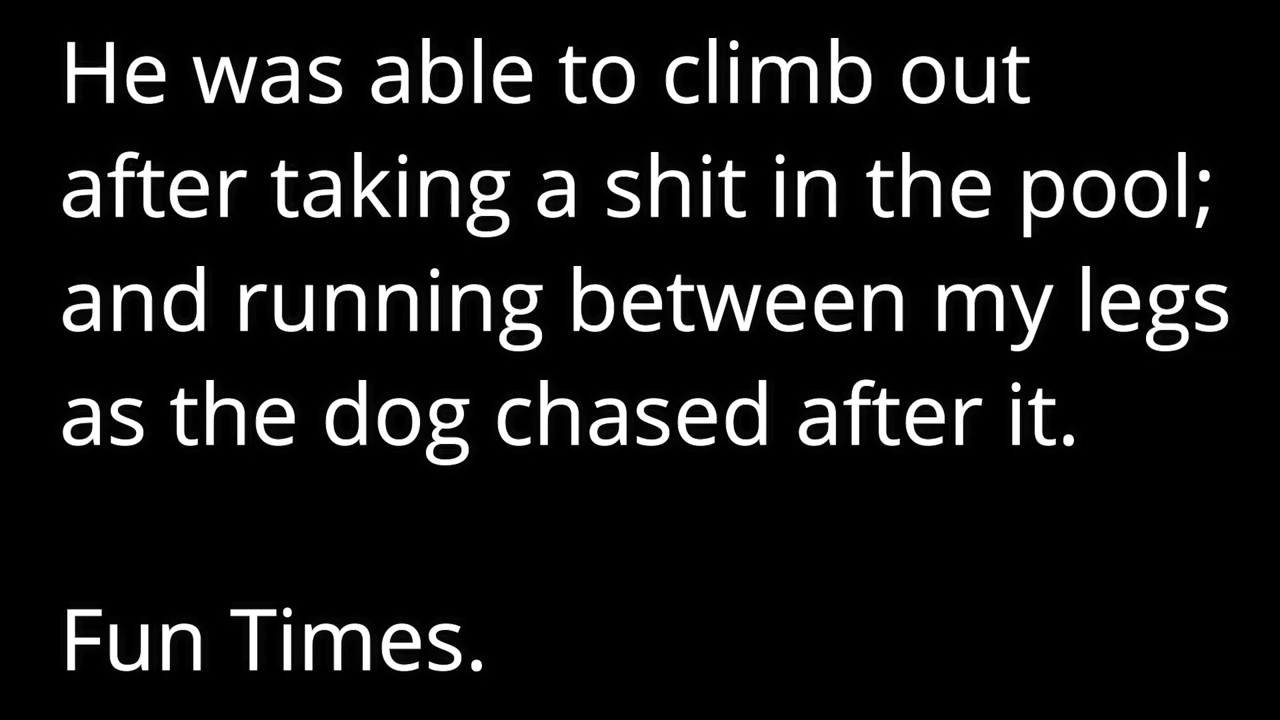 He was able to climb out
after taking a shit in the pool;
and running between my legs
as the dog chased after it.
Fun Times.